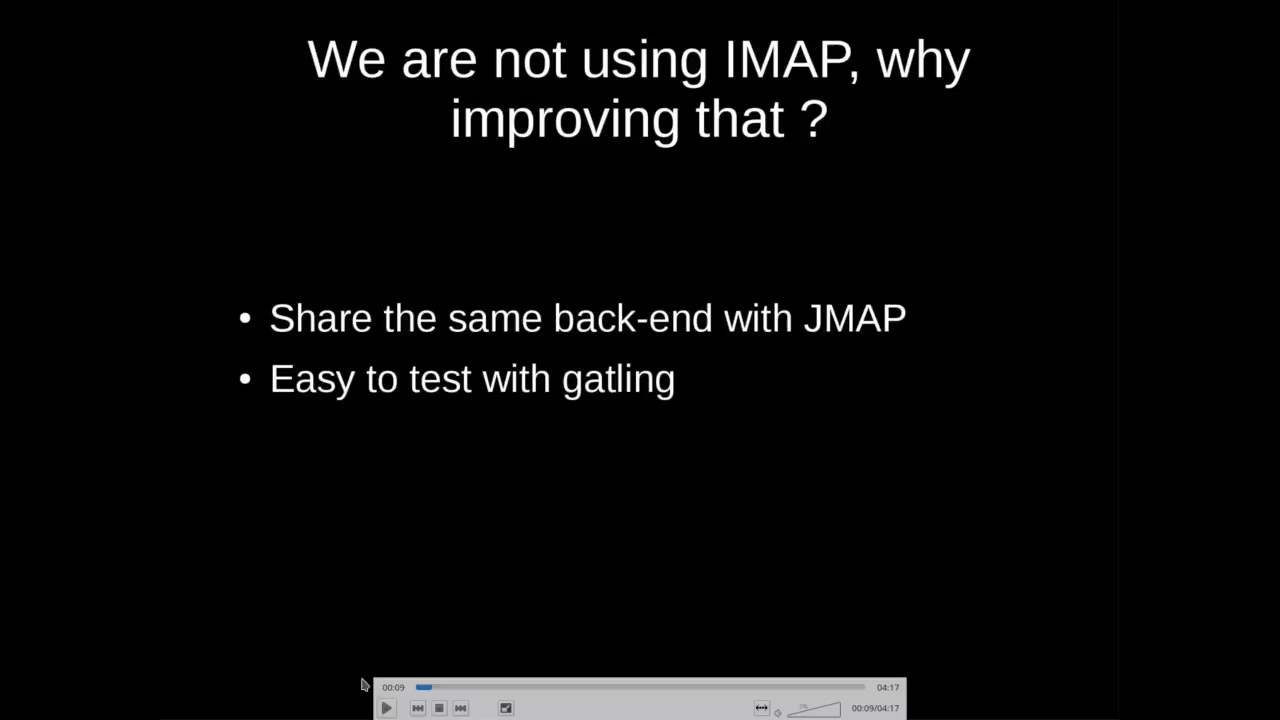 We are not using IMAP, why
improving that ?
• Share the same back-end with JMAP
• Easy to test with gatling
00:09
04:17
00:09/04:17